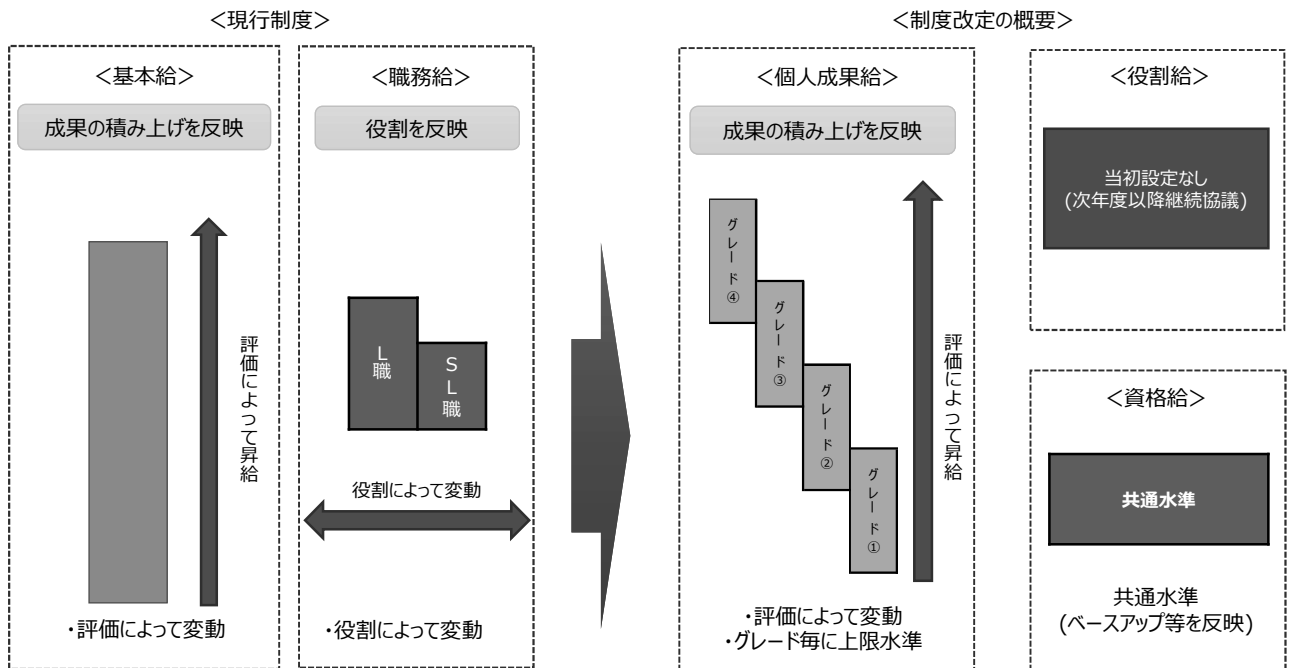 <現行制度>
<基本給>
成果の積み上げを反映
評価によって昇給
・評価によって変動
<職務給>
役割を反映
L職
SL職
役割によって変動
・役割によって変動
<制度改定の概要>
<個人成果給>
成果の積み上げを反映
グレード④
グレード③
グレード②
グレード①
評価によって昇給
・評価によって変動
・グレード毎に上限水準
<役割給>
当初設定なし
(次年度以降継続協議)
<資格給>
共通水準
共通水準
(ベースアップ等を反映)